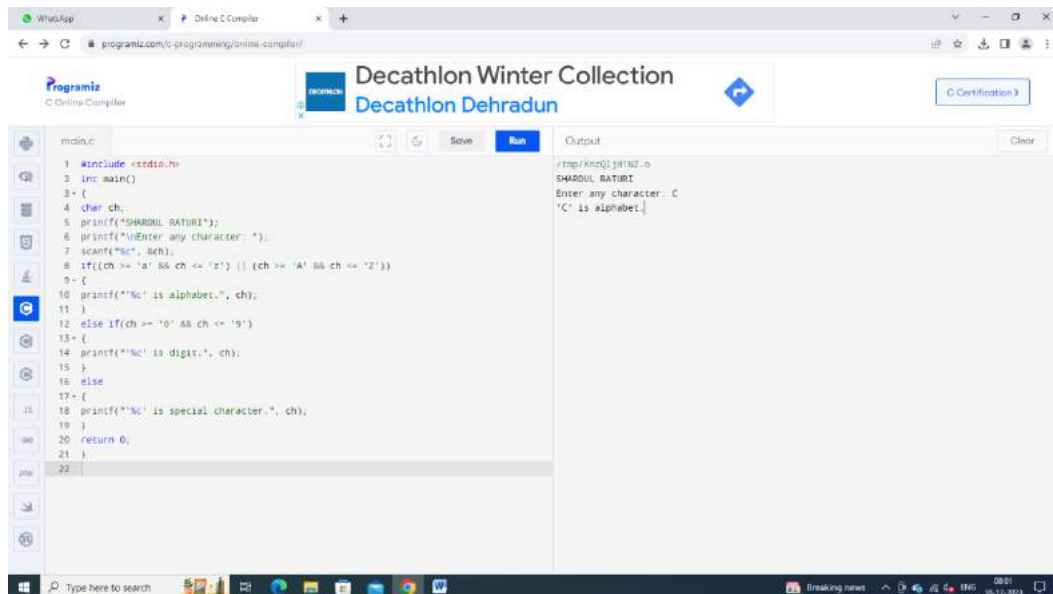 WhatsApp
Online C Compiler
programiz.com/c-programming/online-compiler/
Programiz
C Online Compiler
DECATHLON
Decathlon Winter Collection
Decathlon Dehradun
C Certification >
main.c
Save
Run
Output
Clear
1 #include <stdio.h>
2 int main()
3 {
4 char ch;
5 printf("SHARDUL RATURI");
6 printf("\nEnter any character: ");
7 scanf("%c", &ch);
8 if((ch >= 'a' && ch <= 'z') || (ch >= 'A' && ch <= 'Z'))
9 {
10 printf("'%c' is alphabet.", ch);
11 }
12 else if(ch >= '0' && ch <= '9')
13 {
14 printf("'%c' is digit.", ch);
15 }
16 else
17 {
18 printf("'%c' is special character.", ch);
19 }
20 return 0;
21 }
22
SHARDUL RATURI
Enter any character: C
'C' is alphabet.
JS
php
Type here to search
Breaking news
ENG
08:01